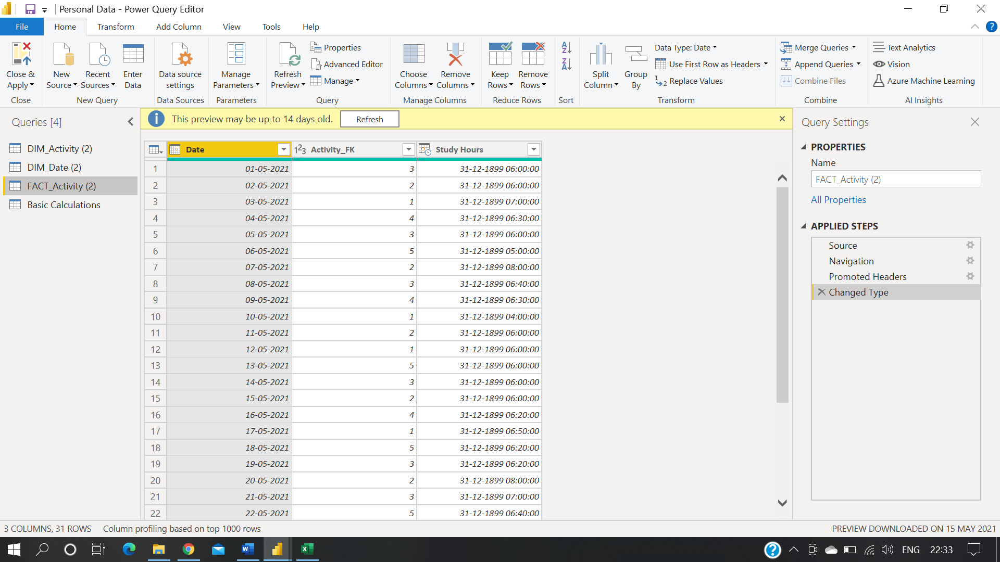 Personal Data - Power Query Editor
File Home Transform Add Column View Tools Help
Close & Apply
Close
New Source
Recent Sources
Enter Data
New Query
Data source settings
Data Sources
Manage Parameters
Parameters
Refresh Preview
Properties
Advanced Editor
Manage
Query
Choose Columns
Remove Columns
Manage Columns
Keep Rows
Remove Rows
Reduce Rows
Sort
Split Column
Group By
Data Type: Date
Use First Row as Headers
Replace Values
Transform
Merge Queries
Append Queries
Combine Files
Combine
Text Analytics
Vision
Azure Machine Learning
AI Insights
Queries [4]
DIM_Activity (2)
DIM_Date (2)
FACT_Activity (2)
Basic Calculations
This preview may be up to 14 days old. Refresh
Date Activity_FK Study Hours
1 01-05-2021 3 31-12-1899 06:00:00
2 02-05-2021 2 31-12-1899 06:00:00
3 03-05-2021 1 31-12-1899 07:00:00
4 04-05-2021 4 31-12-1899 06:30:00
5 05-05-2021 3 31-12-1899 06:00:00
6 06-05-2021 5 31-12-1899 05:00:00
7 07-05-2021 2 31-12-1899 08:00:00
8 08-05-2021 3 31-12-1899 06:40:00
9 09-05-2021 4 31-12-1899 06:30:00
10 10-05-2021 1 31-12-1899 04:00:00
11 11-05-2021 2 31-12-1899 06:00:00
12 12-05-2021 1 31-12-1899 06:00:00
13 13-05-2021 5 31-12-1899 06:00:00
14 14-05-2021 3 31-12-1899 06:00:00
15 15-05-2021 2 31-12-1899 06:00:00
16 16-05-2021 4 31-12-1899 06:20:00
17 17-05-2021 1 31-12-1899 06:50:00
18 18-05-2021 5 31-12-1899 06:20:00
19 19-05-2021 3 31-12-1899 06:20:00
20 20-05-2021 2 31-12-1899 08:00:00
21 21-05-2021 3 31-12-1899 07:00:00
22 22-05-2021 5 31-12-1899 06:40:00
Query Settings
PROPERTIES
Name
FACT_Activity (2)
All Properties
APPLIED STEPS
Source
Navigation
Promoted Headers
Changed Type
3 COLUMNS, 31 ROWS Column profiling based on top 1000 rows
PREVIEW DOWNLOADED ON 15 MAY 2021
ENG 22:33